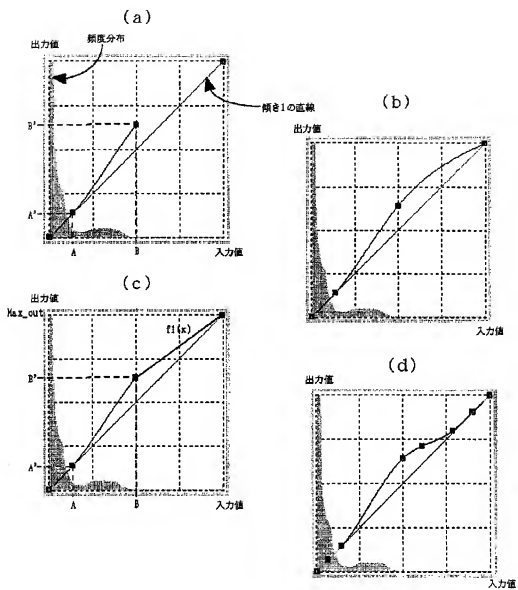 (a)
出力値
頻度分布
傾き1の直線
B'
A'
A
B
入力値
(b)
出力値
入力値
(c)
出力値
Max_out
f1(x)
B'
A'
A
B
入力値
(d)
出力値
入力値